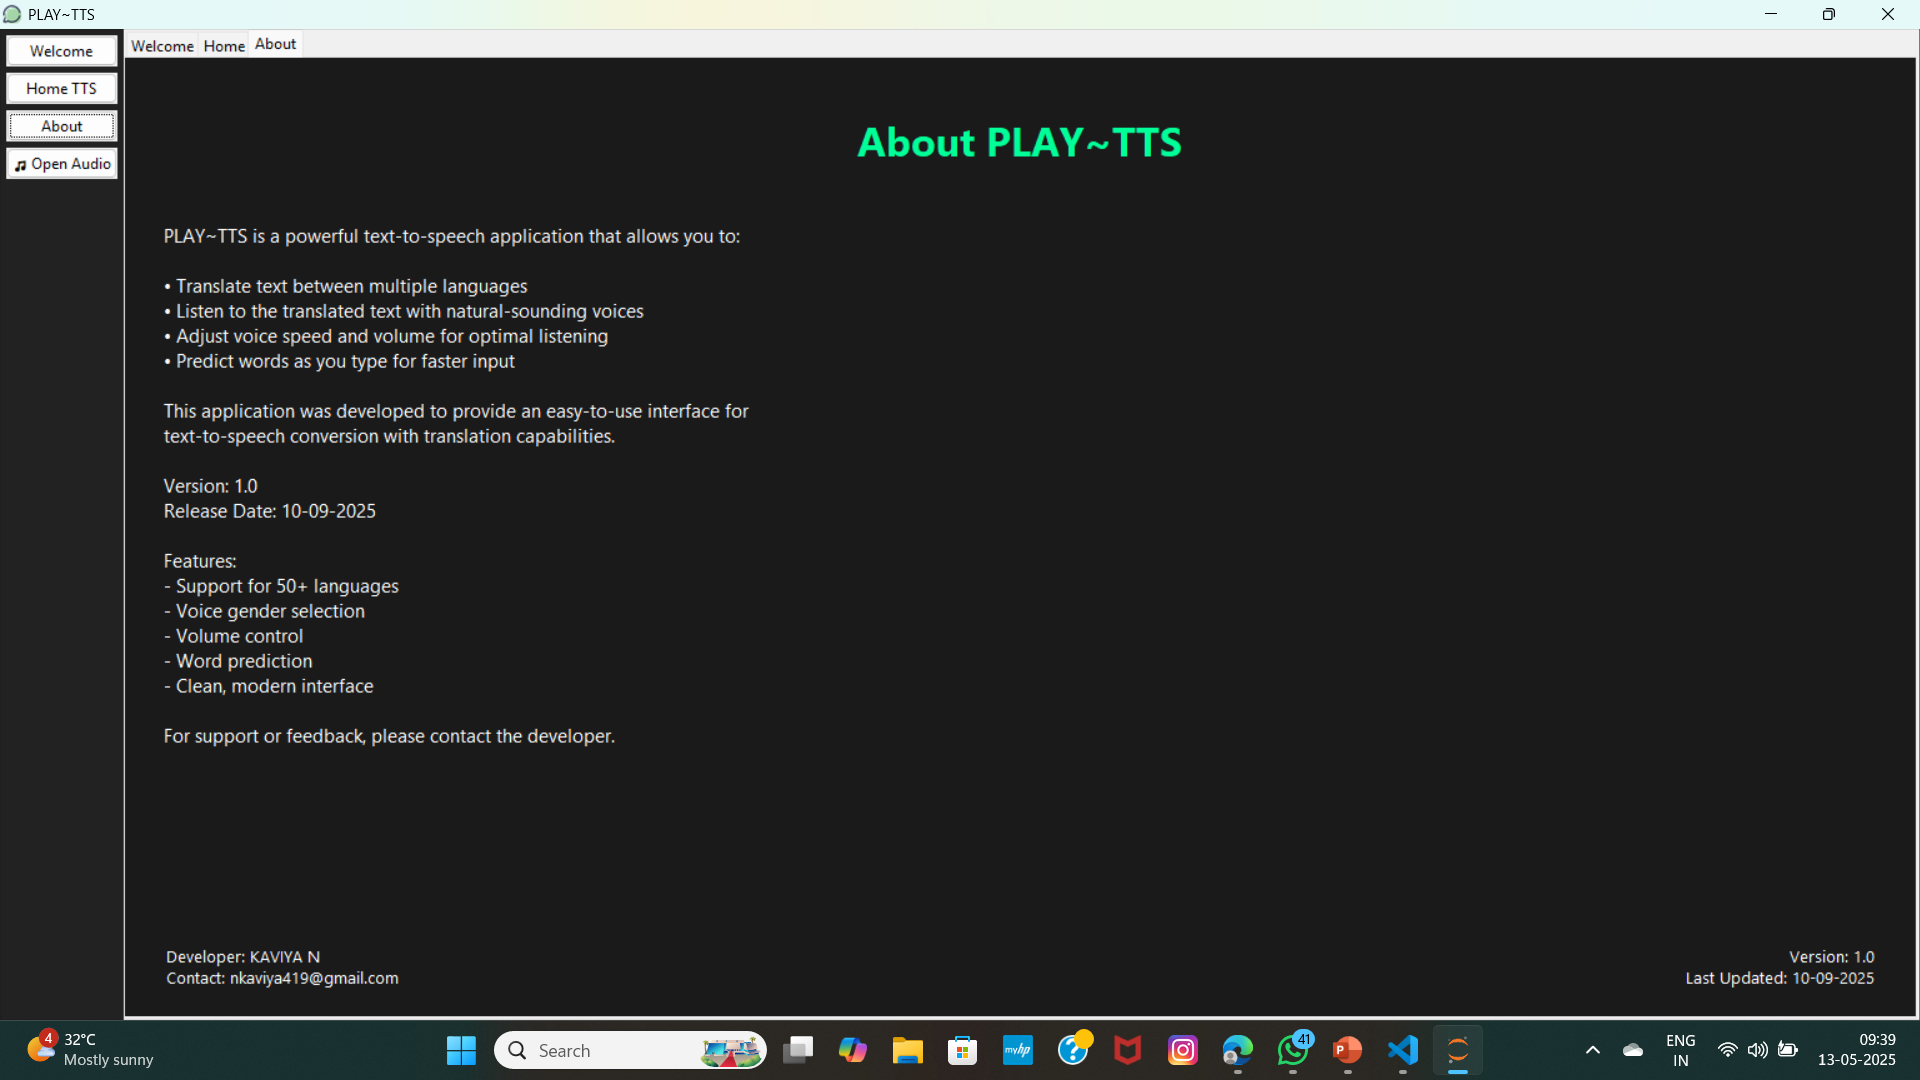 PLAY~TTS
Welcome
Home TTS
About
Open Audio
Welcome Home About
About PLAY~TTS
PLAY~TTS is a powerful text-to-speech application that allows you to:
• Translate text between multiple languages
• Listen to the translated text with natural-sounding voices
• Adjust voice speed and volume for optimal listening
• Predict words as you type for faster input
This application was developed to provide an easy-to-use interface for
text-to-speech conversion with translation capabilities.
Version: 1.0
Release Date: 10-09-2025
Features:
- Support for 50+ languages
- Voice gender selection
- Volume control
- Word prediction
- Clean, modern interface
For support or feedback, please contact the developer.
Developer: KAVIYA N
Contact: nkaviya419@gmail.com
Version: 1.0
Last Updated: 10-09-2025
4
32°C
Mostly sunny
Search
myhp
41
P
ENG
IN
09:39
13-05-2025